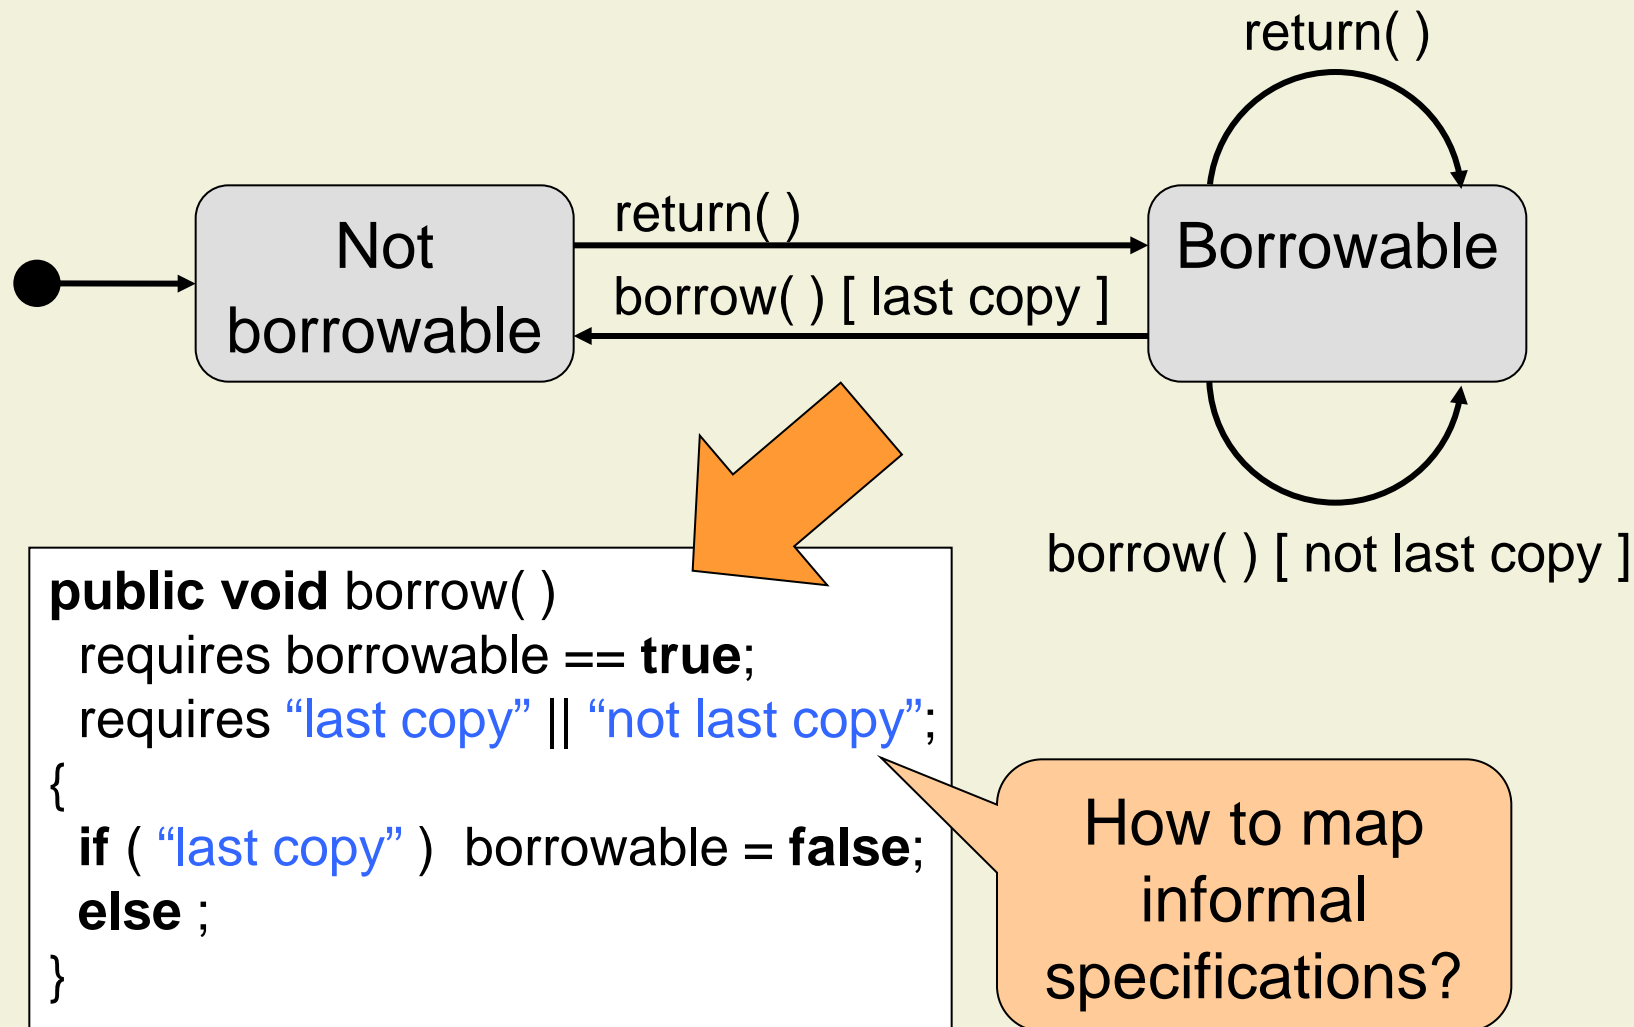 return( )
Not
borrowable
return( )
borrow( ) [ last copy ]
Borrowable
borrow( ) [ not last copy ]
public void borrow( )
requires borrowable == true;
requires “last copy” || “not last copy”;
{
if ( “last copy” ) borrowable = false;
else ;
}
How to map
informal
specifications?